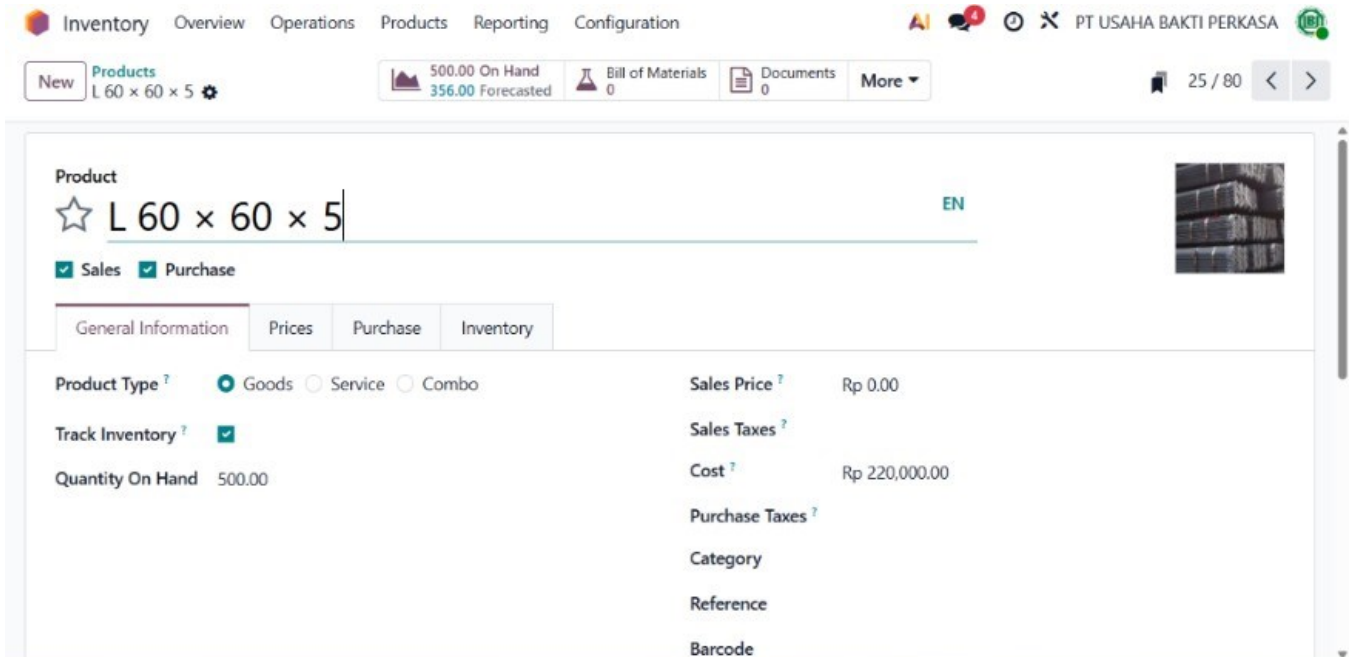 Inventory Overview Operations Products Reporting Configuration AI 4 PT USAHA BAKTI PERKASA
New
Products
L 60 × 60 × 5
500.00 On Hand
356.00 Forecasted
Bill of Materials
0
Documents
0
More
25 / 80
Product
L 60 × 60 × 5
EN
Sales Purchase
General Information Prices Purchase Inventory
Product Type ? Goods Service Combo
Track Inventory ?
Quantity On Hand 500.00
Sales Price ? Rp 0.00
Sales Taxes ?
Cost ? Rp 220,000.00
Purchase Taxes ?
Category
Reference
Barcode